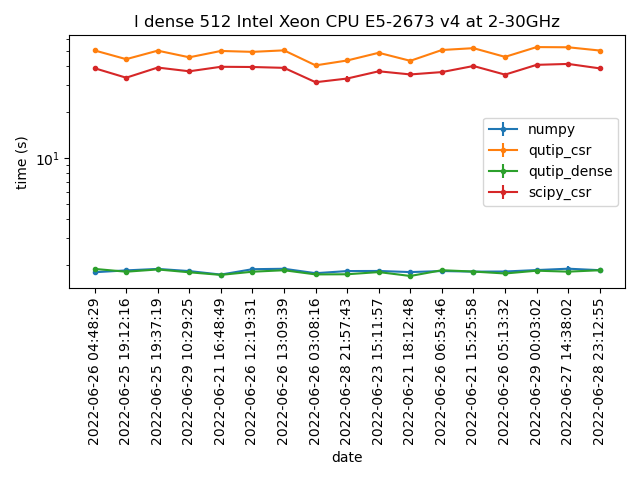 l dense 512 Intel Xeon CPU E5-2673 v4 at 2-30GHz
time (s)
10^1
numpy
qutip_csr
qutip_dense
scipy_csr
2022-06-26 04:48:29
2022-06-25 19:12:16
2022-06-25 19:37:19
2022-06-29 10:29:25
2022-06-21 16:48:49
2022-06-26 12:19:31
2022-06-26 13:09:39
2022-06-26 03:08:16
2022-06-28 21:57:43
2022-06-23 15:11:57
2022-06-21 18:12:48
2022-06-26 06:53:46
2022-06-21 15:25:58
2022-06-26 05:13:32
2022-06-29 00:03:02
2022-06-27 14:38:02
2022-06-28 23:12:55
date